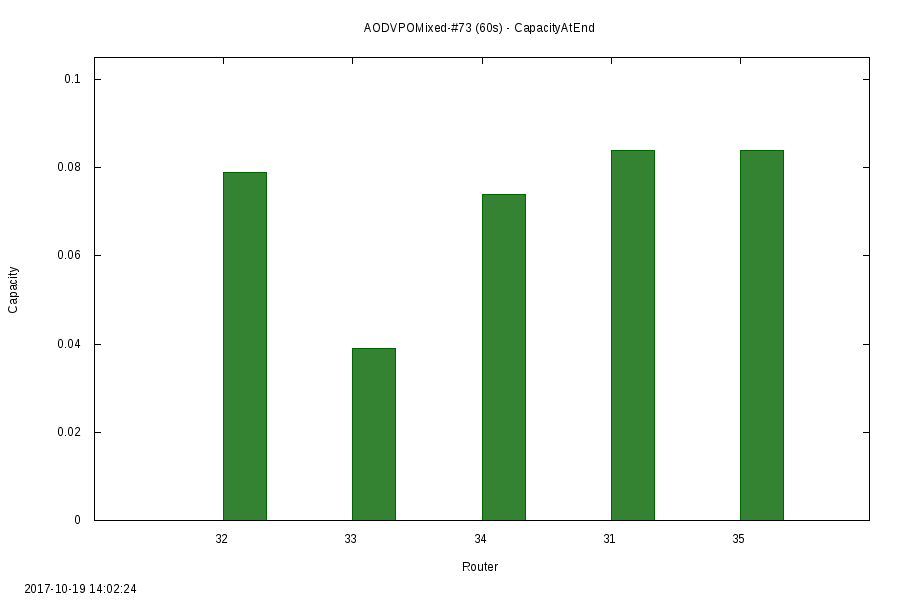 AODVPOMixed-#73 (60s) - CapacityAtEnd
0.1
0.08
0.06
0.04
0.02
0
Capacity
32 33 34 31 35
Router
2017-10-19 14:02:24